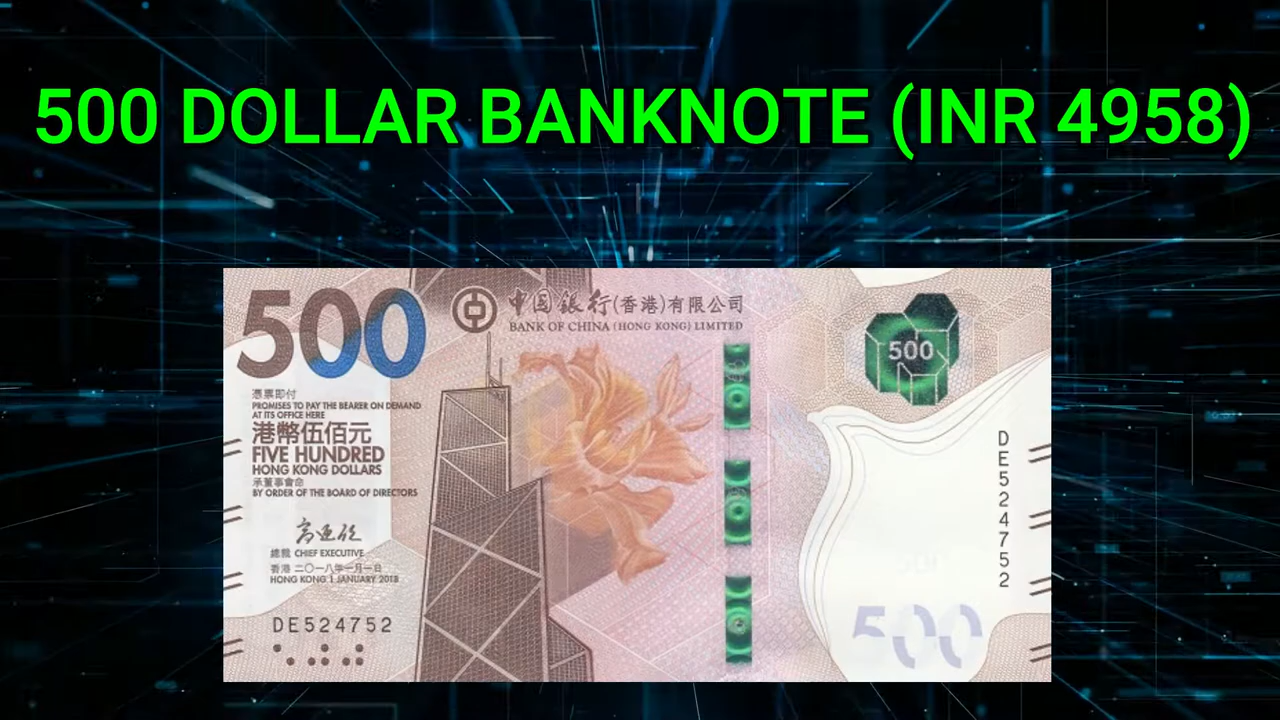 500 DOLLAR BANKNOTE (INR 4958)
500
中国银行(香港)有限公司
BANK OF CHINA (HONG KONG) LIMITED
500
憑票即付
PROMISES TO PAY THE BEARER ON DEMAND
AT ITS OFFICE HERE
港幣伍佰元
FIVE HUNDRED
HONG KONG DOLLARS
承董事會命
BY ORDER OF THE BOARD OF DIRECTORS
總裁 CHIEF EXECUTIVE
香港 二〇一八年一月一日
HONG KONG 1 JANUARY 2018
DE524752
DE524752
500